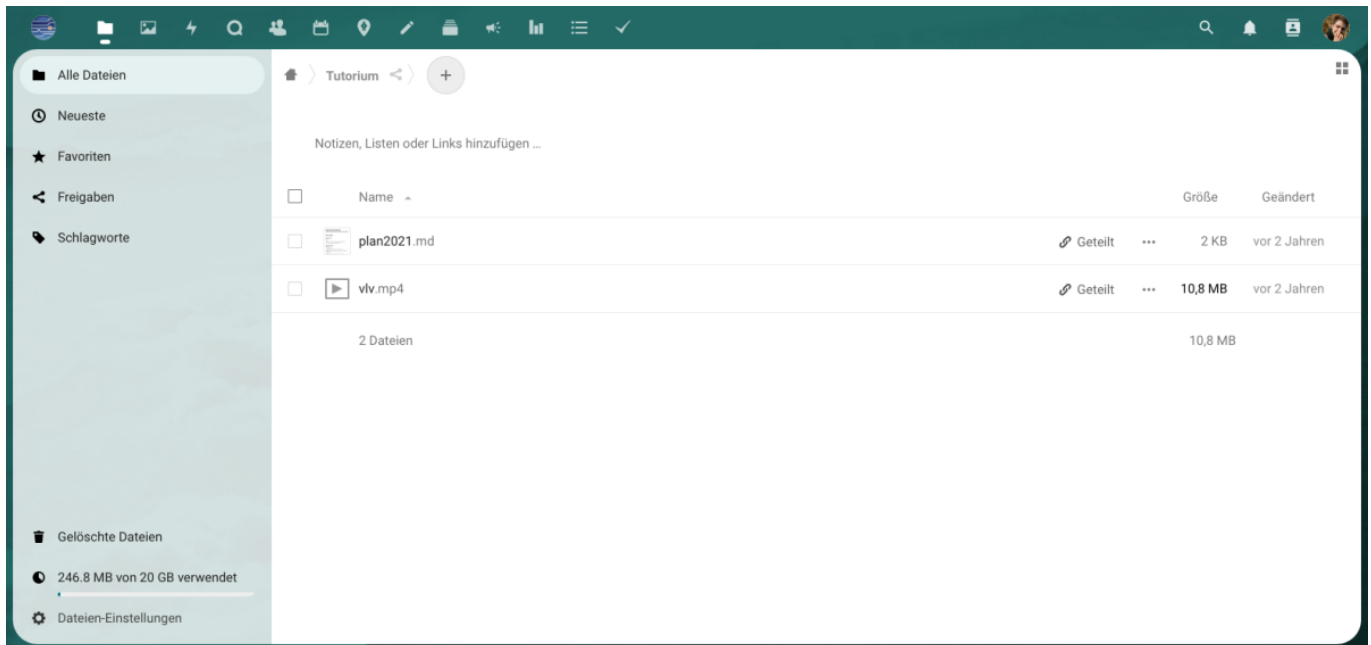 Alle Dateien
Neueste
Favoriten
Freigaben
Schlagworte
Gelöschte Dateien
246.8 MB von 20 GB verwendet
Dateien-Einstellungen
Tutorium
Notizen, Listen oder Links hinzufügen ...
Name Größe Geändert
plan2021.md Geteilt 2 KB vor 2 Jahren
vlv.mp4 Geteilt 10,8 MB vor 2 Jahren
2 Dateien 10,8 MB